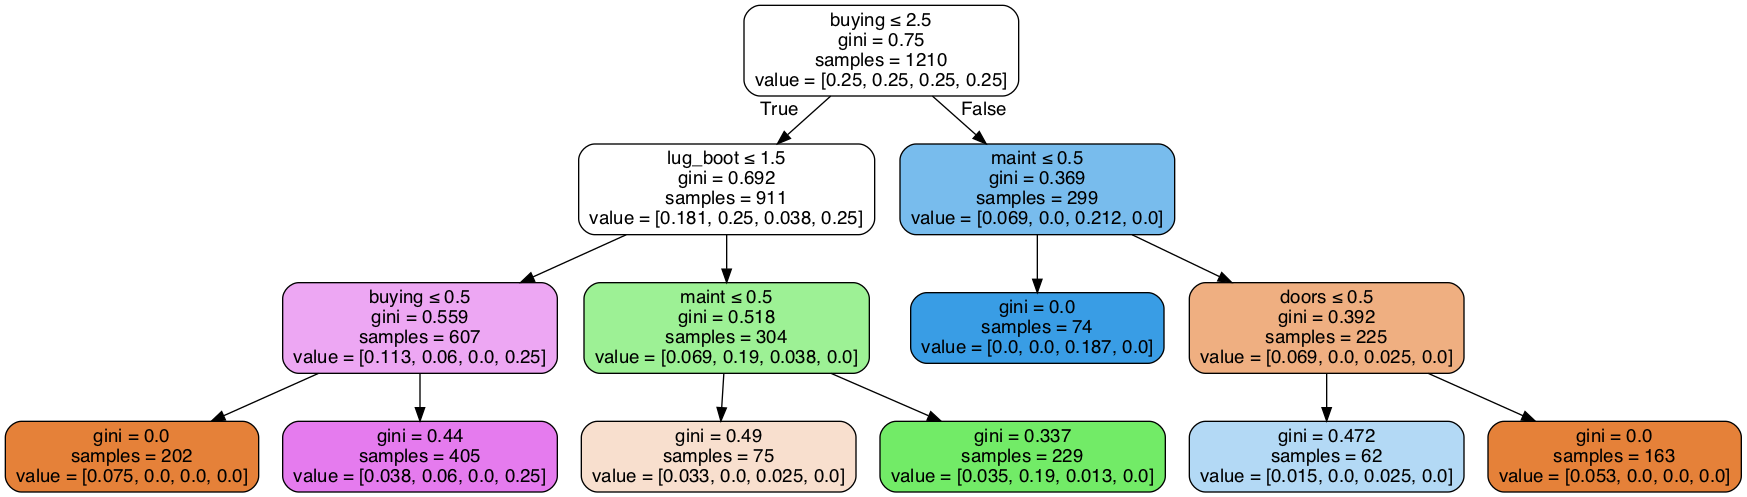 buying ≤ 2.5
gini = 0.75
samples = 1210
value = [0.25, 0.25, 0.25, 0.25]
True
False
lug_boot ≤ 1.5
gini = 0.692
samples = 911
value = [0.181, 0.25, 0.038, 0.25]
maint ≤ 0.5
gini = 0.369
samples = 299
value = [0.069, 0.0, 0.212, 0.0]
buying ≤ 0.5
gini = 0.559
samples = 607
value = [0.113, 0.06, 0.0, 0.25]
maint ≤ 0.5
gini = 0.518
samples = 304
value = [0.069, 0.19, 0.038, 0.0]
gini = 0.0
samples = 74
value = [0.0, 0.0, 0.187, 0.0]
doors ≤ 0.5
gini = 0.392
samples = 225
value = [0.069, 0.0, 0.025, 0.0]
gini = 0.0
samples = 202
value = [0.075, 0.0, 0.0, 0.0]
gini = 0.44
samples = 405
value = [0.038, 0.06, 0.0, 0.25]
gini = 0.49
samples = 75
value = [0.033, 0.0, 0.025, 0.0]
gini = 0.337
samples = 229
value = [0.035, 0.19, 0.013, 0.0]
gini = 0.472
samples = 62
value = [0.015, 0.0, 0.025, 0.0]
gini = 0.0
samples = 163
value = [0.053, 0.0, 0.0, 0.0]